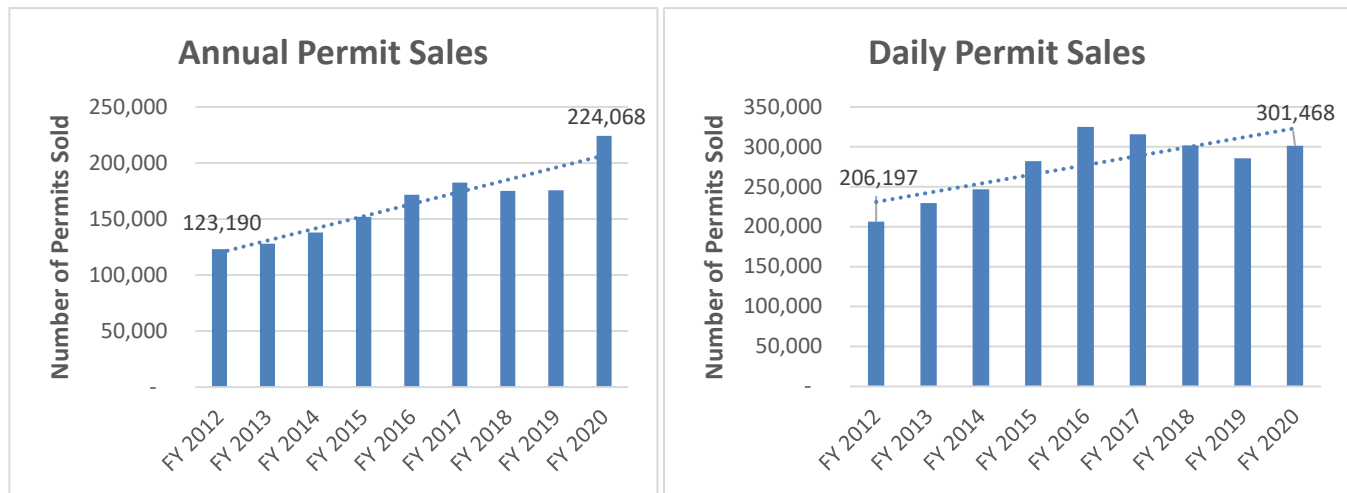 Annual Permit Sales
Number of Permits Sold
250,000
200,000
150,000
100,000
50,000
-
123,190
224,068
FY 2012
FY 2013
FY 2014
FY 2015
FY 2016
FY 2017
FY 2018
FY 2019
FY 2020
Daily Permit Sales
Number of Permits Sold
350,000
300,000
250,000
200,000
150,000
100,000
50,000
-
206,197
301,468
FY 2012
FY 2013
FY 2014
FY 2015
FY 2016
FY 2017
FY 2018
FY 2019
FY 2020